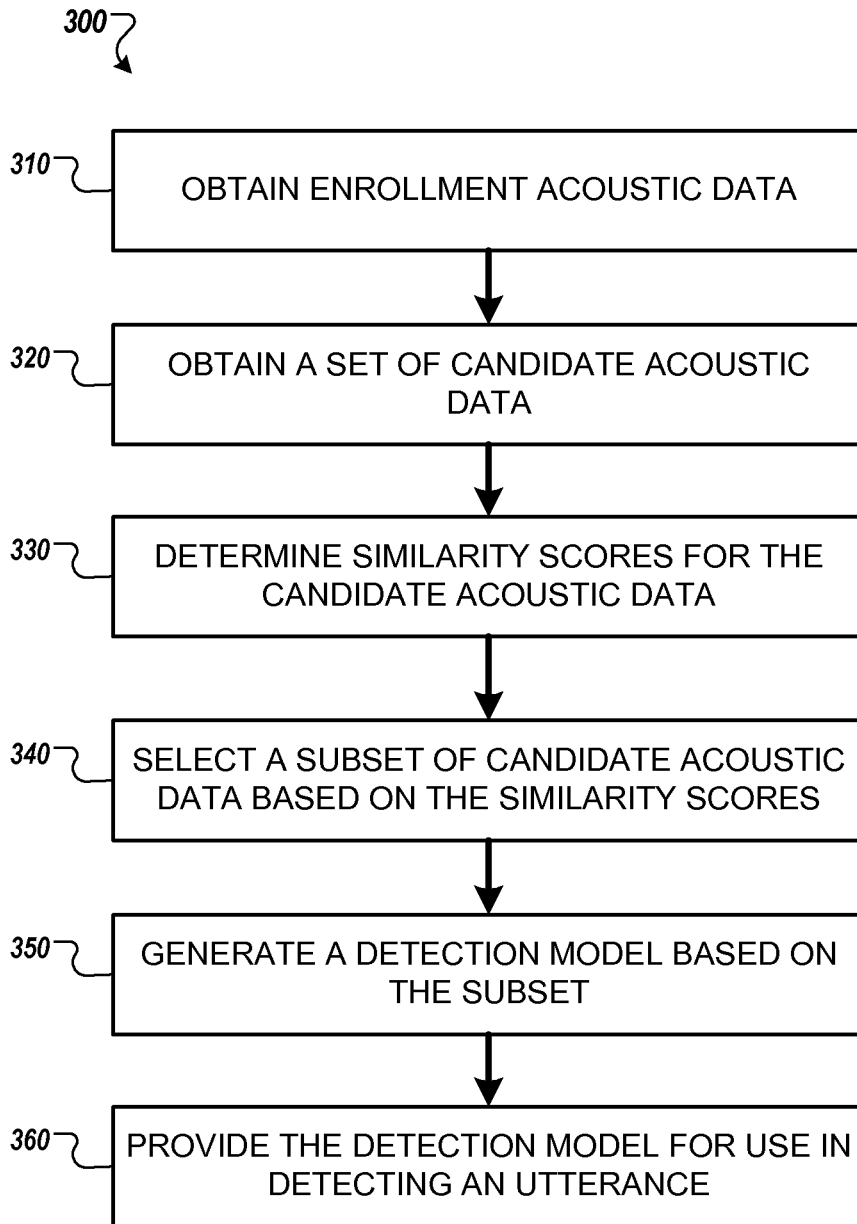 300
310
OBTAIN ENROLLMENT ACOUSTIC DATA
320
OBTAIN A SET OF CANDIDATE ACOUSTIC
DATA
330
DETERMINE SIMILARITY SCORES FOR THE
CANDIDATE ACOUSTIC DATA
340
SELECT A SUBSET OF CANDIDATE ACOUSTIC
DATA BASED ON THE SIMILARITY SCORES
350
GENERATE A DETECTION MODEL BASED ON
THE SUBSET
360
PROVIDE THE DETECTION MODEL FOR USE IN
DETECTING AN UTTERANCE